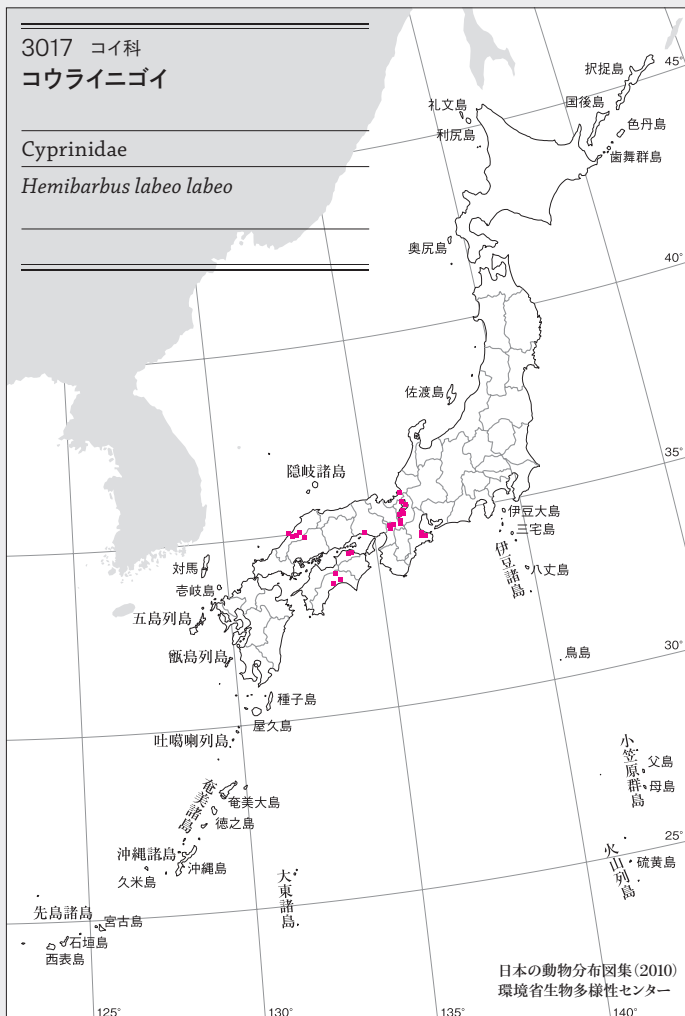 3017 コイ科
コウライニゴイ
Cyprinidae
Hemibarbus labeo labeo
45°
択捉島
国後島
礼文島
色丹島
利尻島
歯舞群島
奥尻島
40°
佐渡島
35°
隠岐諸島
伊豆大島
三宅島
伊豆諸島
八丈島
対馬
壱岐島
五島列島
甑島列島
鳥島
30°
種子島
屋久島
吐噶喇列島
小笠原群島
父島
母島
奄美諸島
奄美大島
徳之島
25°
沖縄諸島
沖縄島
久米島
火山列島
硫黄島
大東諸島
先島諸島
宮古島
石垣島
西表島
日本の動物分布図集(2010)
環境省生物多様性センター
125°
130°
135°
140°